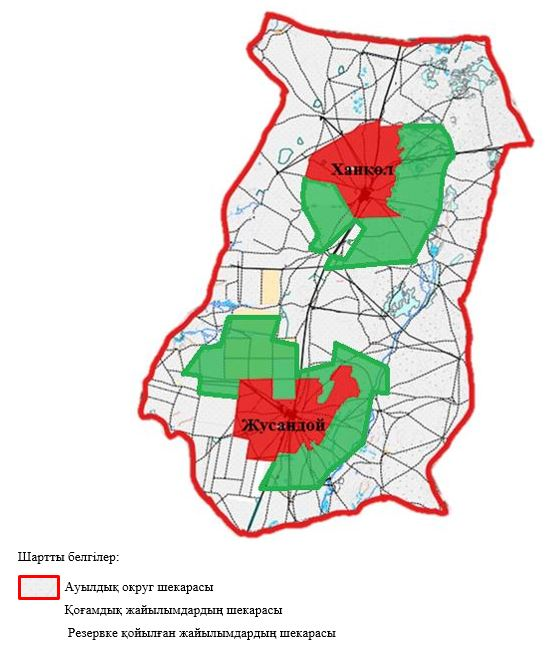 Ханкөл
Жусандой
Шартты белгілер:
Ауылдық округ шекарасы
Қоғамдық жайылымдардың шекарасы
Резервке қойылған жайылымдардың шекарасы